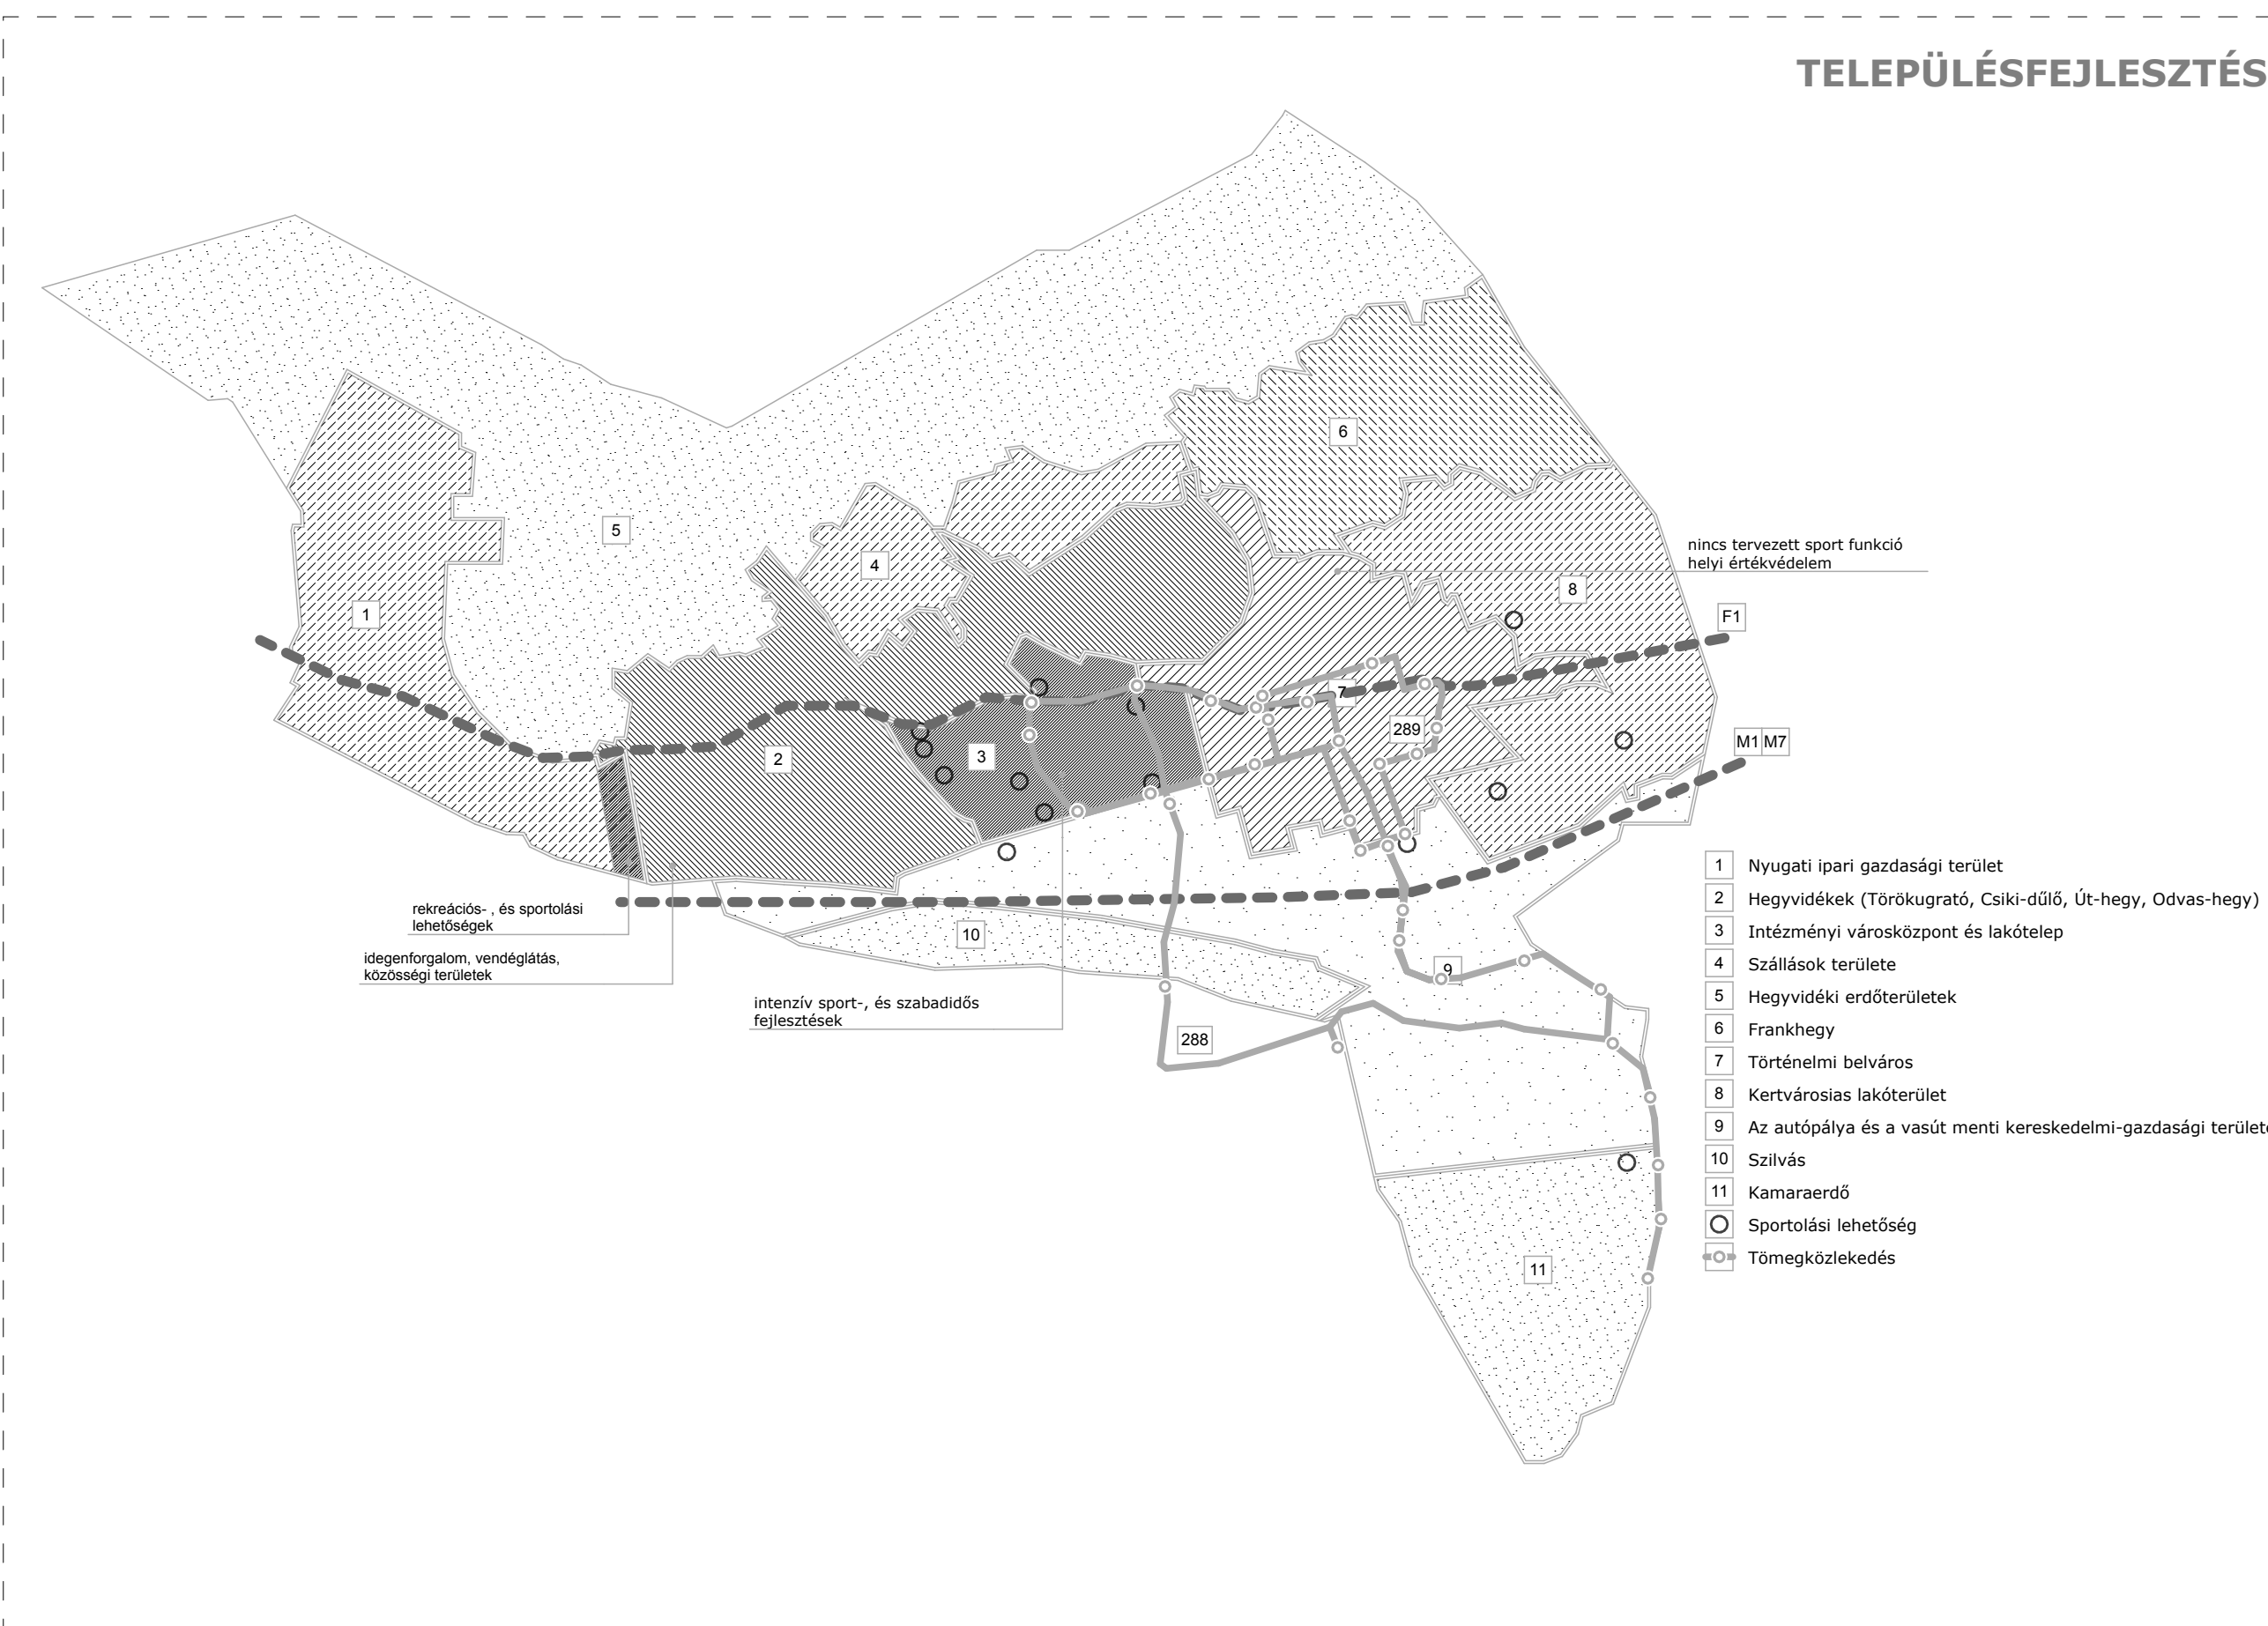 TELEPÜLÉSFEJLESZTÉS
6
5
nincs tervezett sport funkció
helyi értékvédelem
4
8
1
F1
7
289
M1 M7
3
2
1 Nyugati ipari gazdasági terület
2 Hegyvidékek (Törökugrató, Csiki-dűlő, Út-hegy, Odvas-hegy)
3 Intézményi városközpont és lakótelep
4 Szállások területe
5 Hegyvidéki erdőterületek
6 Frankhegy
7 Történelmi belváros
8 Kertvárosias lakóterület
9 Az autópálya és a vasút menti kereskedelmi-gazdasági terület
10 Szilvás
11 Kamaraerdő
Sportolási lehetőség
Tömegközlekedés
rekreációs- , és sportolási
lehetőségek
10
idegenforgalom, vendéglátás,
közösségi területek
9
intenzív sport-, és szabadidős
fejlesztések
288
11